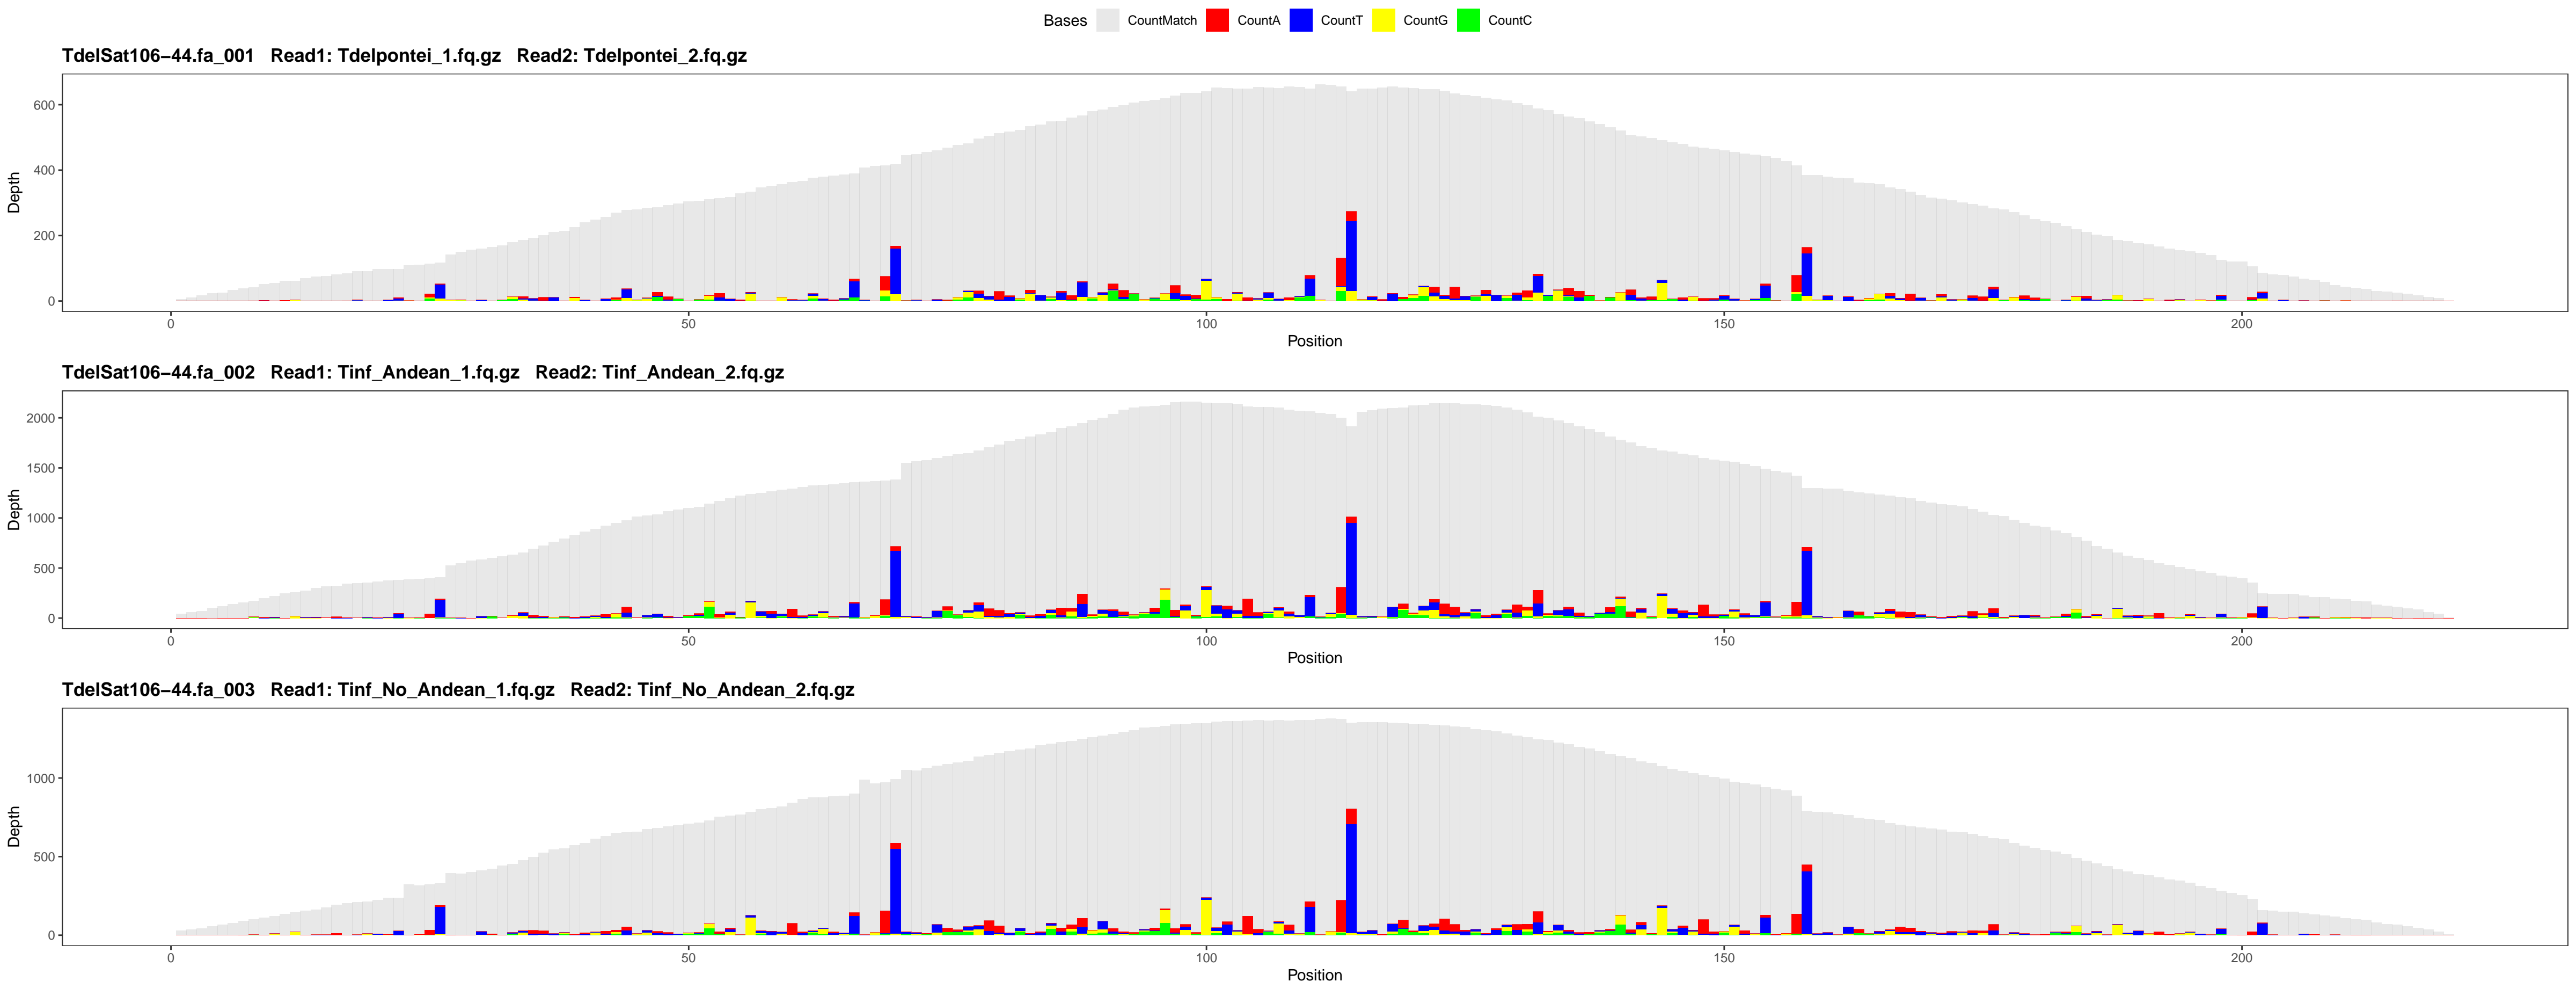 Bases CountMatch CountA CountT CountG CountC
TdelSat106−44.fa_001 Read1: Tdelpontei_1.fq.gz Read2: Tdelpontei_2.fq.gz
600
400
200
0
Depth
0 50 100 150 200
Position
TdelSat106−44.fa_002 Read1: Tinf_Andean_1.fq.gz Read2: Tinf_Andean_2.fq.gz
2000
1500
1000
500
0
Depth
0 50 100 150 200
Position
TdelSat106−44.fa_003 Read1: Tinf_No_Andean_1.fq.gz Read2: Tinf_No_Andean_2.fq.gz
1000
500
0
Depth
0 50 100 150 200
Position